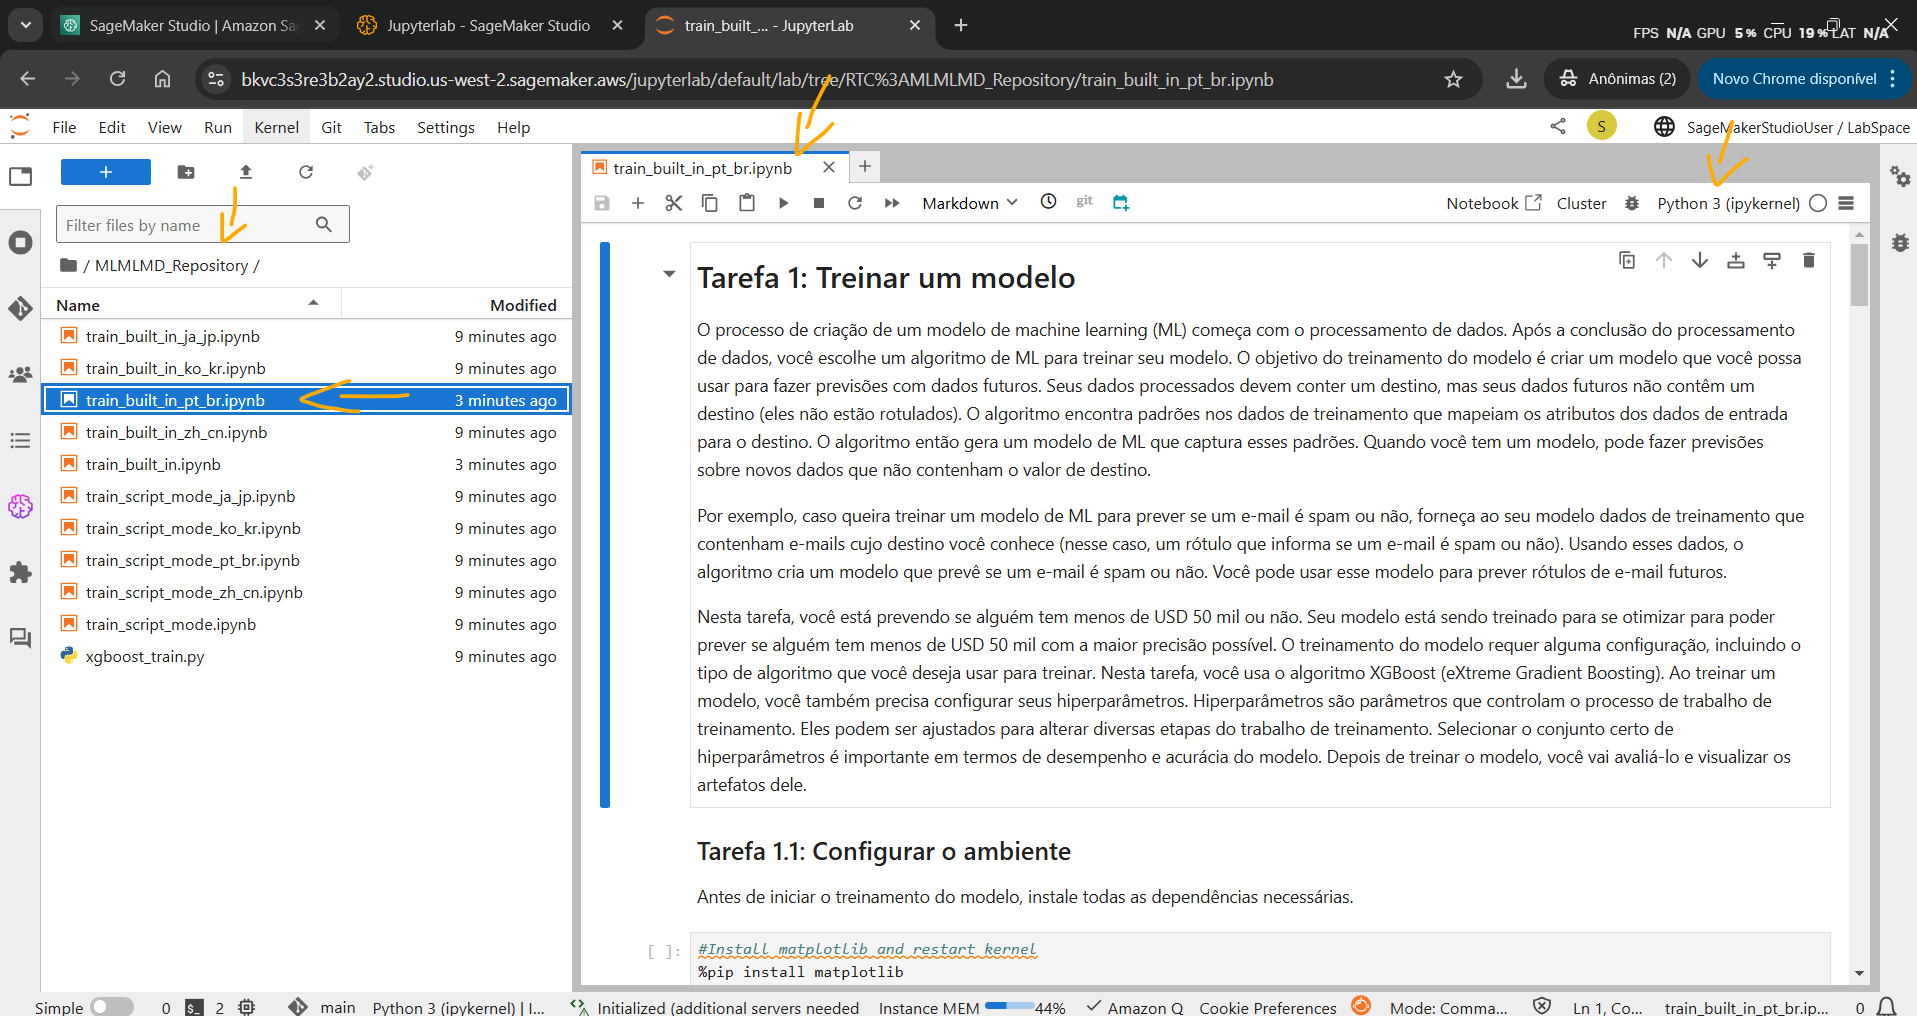 SageMaker Studio | Amazon Sa
Jupyterlab - SageMaker Studio
train_built_... - JupyterLab
FPS N/A GPU 5% CPU 19% LAT N/A
bkvc3s3re3b2ay2.studio.us-west-2.sagemaker.aws/jupyterlab/default/lab/tree/RTC%3AMLMLMD_Repository/train_built_in_pt_br.ipynb
Anônimas (2)
Novo Chrome disponível
File Edit View Run Kernel Git Tabs Settings Help
S
SageMakerStudioUser / LabSpace
train_built_in_pt_br.ipynb
Markdown
git
Notebook
Cluster
Python 3 (ipykernel)
Filter files by name
/ MLMLMD_Repository /
Name Modified
train_built_in_ja_jp.ipynb 9 minutes ago
train_built_in_ko_kr.ipynb 9 minutes ago
train_built_in_pt_br.ipynb 3 minutes ago
train_built_in_zh_cn.ipynb 9 minutes ago
train_built_in.ipynb 3 minutes ago
train_script_mode_ja_jp.ipynb 9 minutes ago
train_script_mode_ko_kr.ipynb 9 minutes ago
train_script_mode_pt_br.ipynb 9 minutes ago
train_script_mode_zh_cn.ipynb 9 minutes ago
train_script_mode.ipynb 9 minutes ago
xgboost_train.py 9 minutes ago
Tarefa 1: Treinar um modelo
O processo de criação de um modelo de machine learning (ML) começa com o processamento de dados. Após a conclusão do processamento
de dados, você escolhe um algoritmo de ML para treinar seu modelo. O objetivo do treinamento do modelo é criar um modelo que você possa
usar para fazer previsões com dados futuros. Seus dados processados devem conter um destino, mas seus dados futuros não contêm um
destino (eles não estão rotulados). O algoritmo encontra padrões nos dados de treinamento que mapeiam os atributos dos dados de entrada
para o destino. O algoritmo então gera um modelo de ML que captura esses padrões. Quando você tem um modelo, pode fazer previsões
sobre novos dados que não contenham o valor de destino.
Por exemplo, caso queira treinar um modelo de ML para prever se um e-mail é spam ou não, forneça ao seu modelo dados de treinamento que
contenham e-mails cujo destino você conhece (nesse caso, um rótulo que informa se um e-mail é spam ou não). Usando esses dados, o
algoritmo cria um modelo que prevê se um e-mail é spam ou não. Você pode usar esse modelo para prever rótulos de e-mail futuros.
Nesta tarefa, você está prevendo se alguém tem menos de USD 50 mil ou não. Seu modelo está sendo treinado para se otimizar para poder
prever se alguém tem menos de USD 50 mil com a maior precisão possível. O treinamento do modelo requer alguma configuração, incluindo o
tipo de algoritmo que você deseja usar para treinar. Nesta tarefa, você usa o algoritmo XGBoost (eXtreme Gradient Boosting). Ao treinar um
modelo, você também precisa configurar seus hiperparâmetros. Hiperparâmetros são parâmetros que controlam o processo de trabalho de
treinamento. Eles podem ser ajustados para alterar diversas etapas do trabalho de treinamento. Selecionar o conjunto certo de
hiperparâmetros é importante em termos de desempenho e acurácia do modelo. Depois de treinar o modelo, você vai avaliá-lo e visualizar os
artefatos dele.
Tarefa 1.1: Configurar o ambiente
Antes de iniciar o treinamento do modelo, instale todas as dependências necessárias.
[ ]: #Install matplotlib and restart kernel
%pip install matplotlib
Simple 0 2 main Python 3 (ipykernel) | I... Initialized (additional servers needed Instance MEM 44% Amazon Q Cookie Preferences Mode: Comma... Ln 1, Co... train_built_in_pt_br.ip... 0